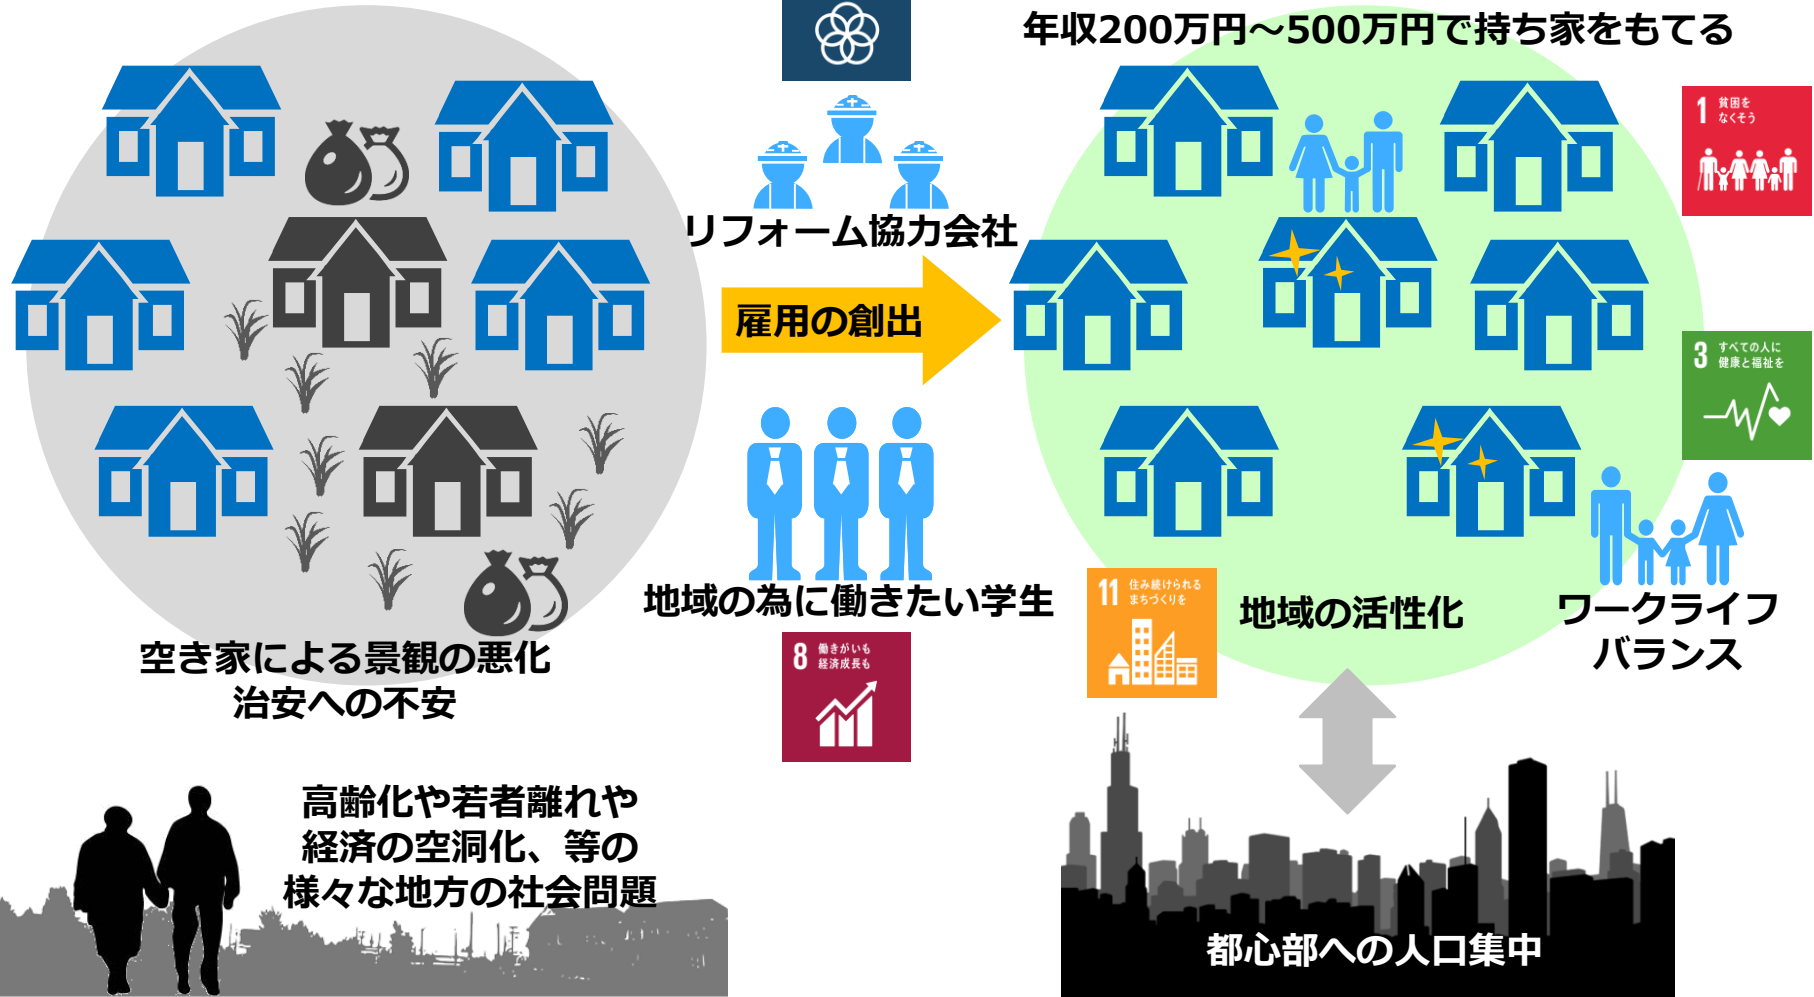 年収200万円～500万円で持ち家をもてる
1 貧困を
なくそう
リフォーム協力会社
雇用の創出
3 すべての人に
健康と福祉を
地域の為に働きたい学生
8 働きがいも
経済成長も
11 住み続けられる
まちづくりを
地域の活性化
ワークライフ
バランス
空き家による景観の悪化
治安への不安
高齢化や若者離れや
経済の空洞化、等の
様々な地方の社会問題
都心部への人口集中